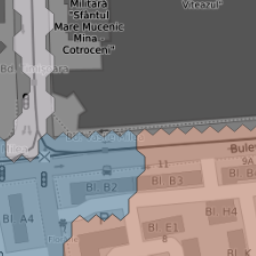 Militară
"Sfântul
Mare Mucenic
Mina -
Cotroceni"
Viteazul"
Bd.
11
Bulev
9A
Bl. B2
Bl. B3
Bl. A4
Bl. H4
Bl. E1
8
Bl. K